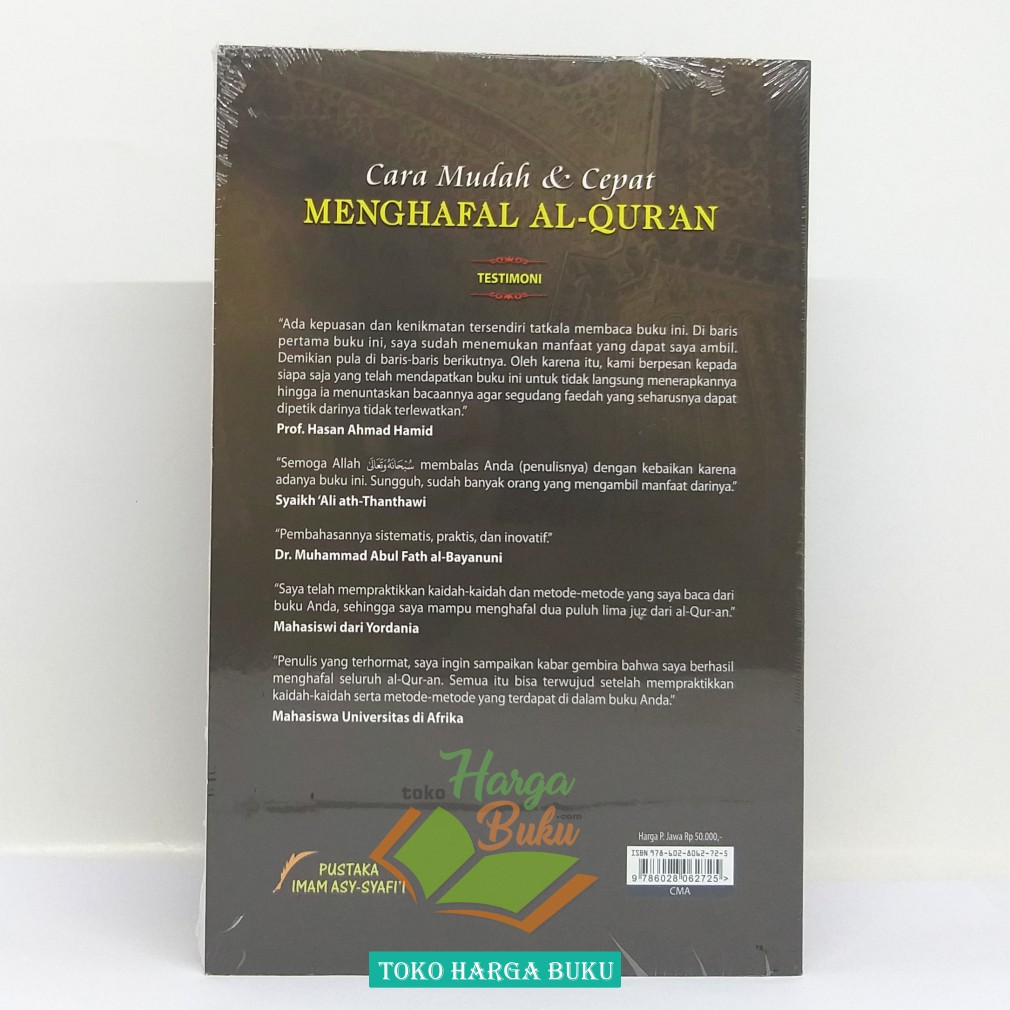 Cara Mudah & Cepat
MENGHAFAL AL-QUR'AN
TESTIMONI
"Ada kepuasan dan kenikmatan tersendiri tatkala membaca buku ini. Di baris
pertama buku ini, saya sudah menemukan manfaat yang dapat saya ambil.
Demikian pula di baris-baris berikutnya. Oleh karena itu, kami berpesan kepada
siapa saja yang telah mendapatkan buku ini untuk tidak langsung menerapkannya
hingga ia menuntaskan bacaannya agar segudang faedah yang seharusnya dapat
dipetik darinya tidak terlewatkan."
Prof. Hasan Ahmad Hamid
"Semoga Allah سُبْحَانَهُ وَتَعَالَى membalas Anda (penulisnya) dengan kebaikan karena
adanya buku ini. Sungguh, sudah banyak orang yang mengambil manfaat darinya."
Syaikh 'Ali ath-Thanthawi
"Pembahasannya sistematis, praktis, dan inovatif."
Dr. Muhammad Abul Fath al-Bayanuni
"Saya telah mempraktikkan kaidah-kaidah dan metode-metode yang saya baca dari
buku Anda, sehingga saya mampu menghafal dua puluh lima juz dari al-Qur-an."
Mahasiswi dari Yordania
"Penulis yang terhormat, saya ingin sampaikan kabar gembira bahwa saya berhasil
menghafal seluruh al-Qur-an. Semua itu bisa terwujud setelah mempraktikkan
kaidah-kaidah serta metode-metode yang terdapat di dalam buku Anda."
Mahasiswa Universitas di Afrika
toko Harga
Buku
.com
Harga P. Jawa Rp 50.000,-
ISBN 978-602-8062-72-5
9 786028 062725 >
CMA
PUSTAKA
IMAM ASY-SYAFI'I
TOKO HARGA BUKU